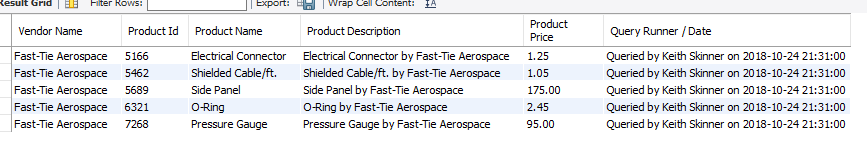 Result Grid Filter Rows: Export: Wrap Cell Content: IA
Vendor Name Product Id Product Name Product Description Product Price Query Runner / Date
Fast-Tie Aerospace 5166 Electrical Connector Electrical Connector by Fast-Tie Aerospace 1.25 Queried by Keith Skinner on 2018-10-24 21:31:00
Fast-Tie Aerospace 5462 Shielded Cable/ft. Shielded Cable/ft. by Fast-Tie Aerospace 1.05 Queried by Keith Skinner on 2018-10-24 21:31:00
Fast-Tie Aerospace 5689 Side Panel Side Panel by Fast-Tie Aerospace 175.00 Queried by Keith Skinner on 2018-10-24 21:31:00
Fast-Tie Aerospace 6321 O-Ring O-Ring by Fast-Tie Aerospace 2.45 Queried by Keith Skinner on 2018-10-24 21:31:00
Fast-Tie Aerospace 7268 Pressure Gauge Pressure Gauge by Fast-Tie Aerospace 95.00 Queried by Keith Skinner on 2018-10-24 21:31:00